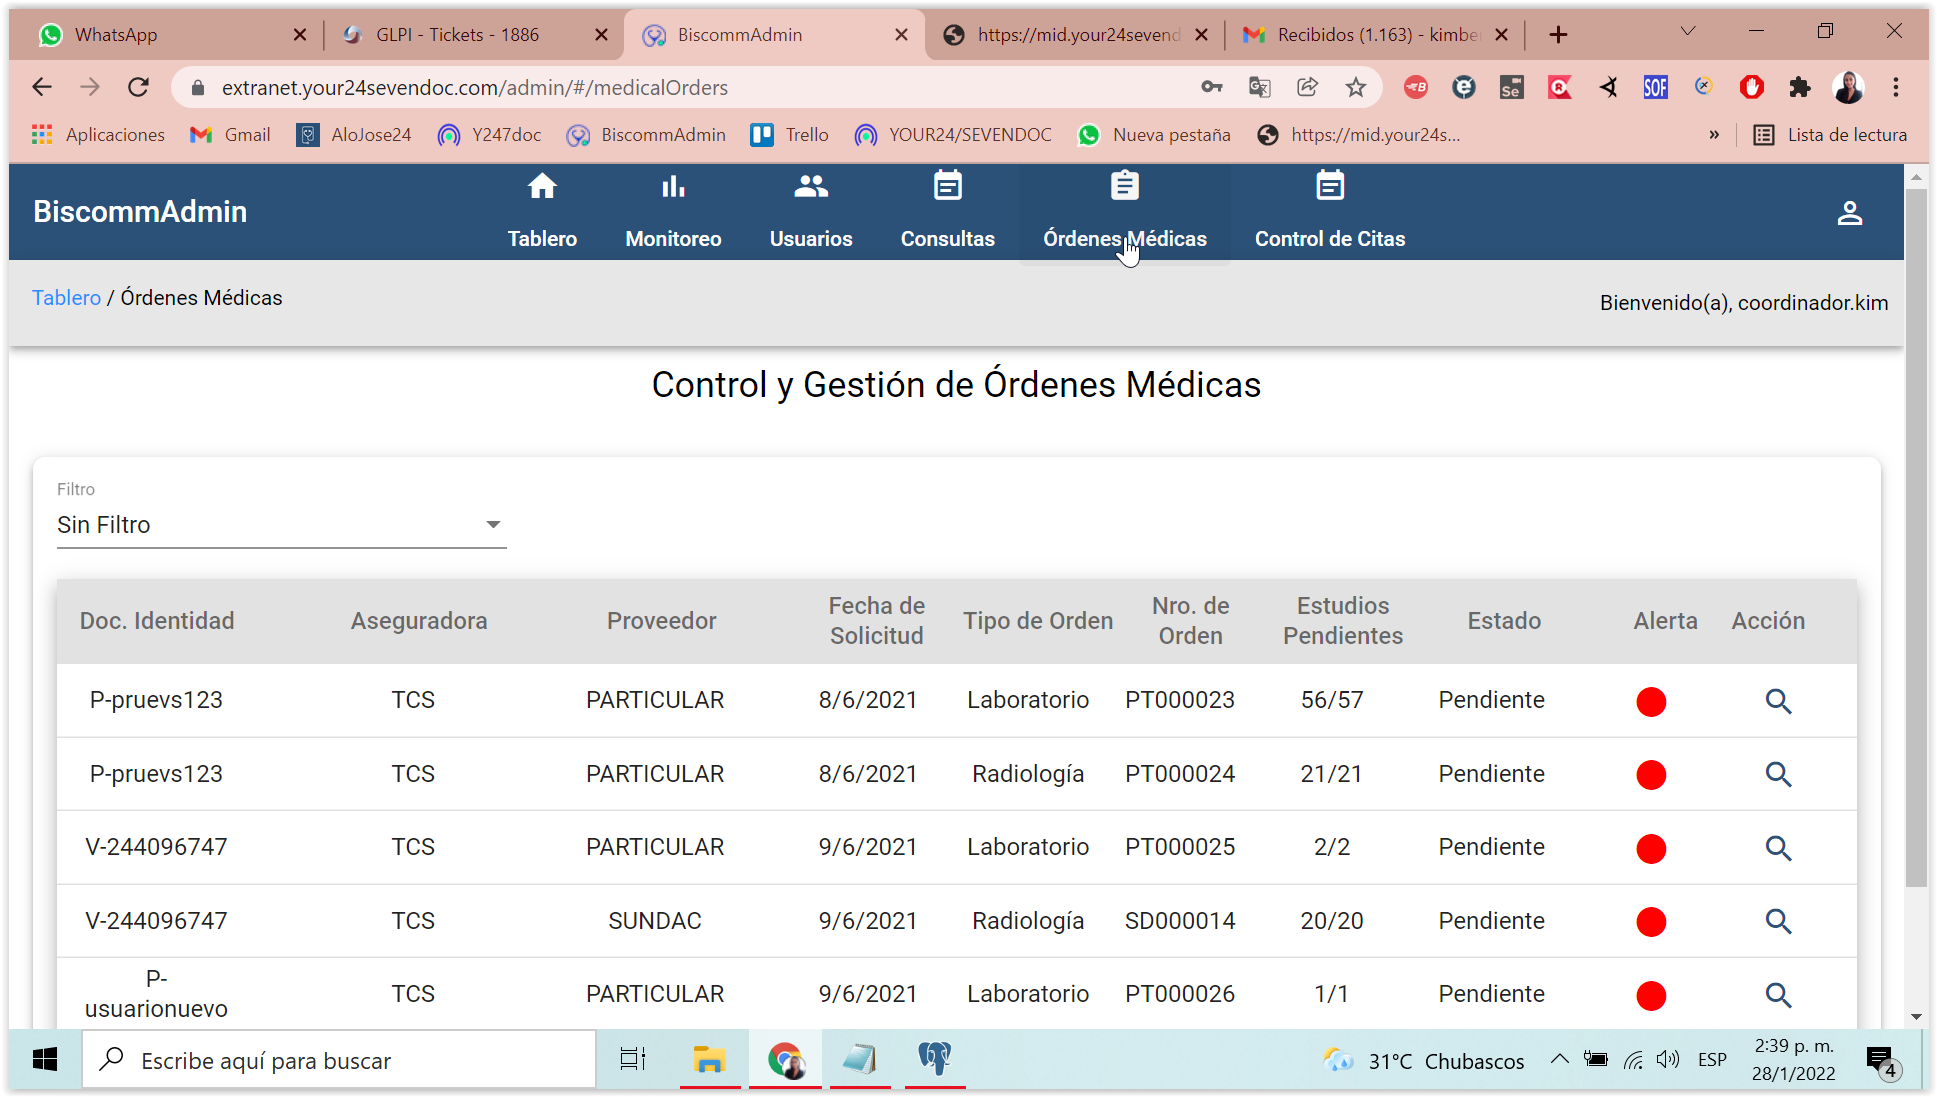 WhatsApp
GLPI - Tickets - 1886
BiscommAdmin
https://mid.your24sevend
Recibidos (1.163) - kimbe
extranet.your24sevendoc.com/admin/#/medicalOrders
Aplicaciones
Gmail
AloJose24
Y247doc
BiscommAdmin
Trello
YOUR24/SEVENDOC
Nueva pestaña
https://mid.your24s...
»
Lista de lectura
BiscommAdmin
Tablero
Monitoreo
Usuarios
Consultas
Órdenes Médicas
Control de Citas
Tablero / Órdenes Médicas
Bienvenido(a), coordinador.kim
Control y Gestión de Órdenes Médicas
Filtro
Sin Filtro
Doc. Identidad Aseguradora Proveedor Fecha de Solicitud Tipo de Orden Nro. de Orden Estudios Pendientes Estado Alerta Acción
P-pruevs123 TCS PARTICULAR 8/6/2021 Laboratorio PT000023 56/57 Pendiente
P-pruevs123 TCS PARTICULAR 8/6/2021 Radiología PT000024 21/21 Pendiente
V-244096747 TCS PARTICULAR 9/6/2021 Laboratorio PT000025 2/2 Pendiente
V-244096747 TCS SUNDAC 9/6/2021 Radiología SD000014 20/20 Pendiente
P-usuarionuevo TCS PARTICULAR 9/6/2021 Laboratorio PT000026 1/1 Pendiente
Escribe aquí para buscar
31°C Chubascos
ESP
2:39 p. m.
28/1/2022
4
Se
SOF